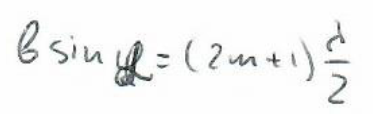 b sin φ = (2m+1) λ/2